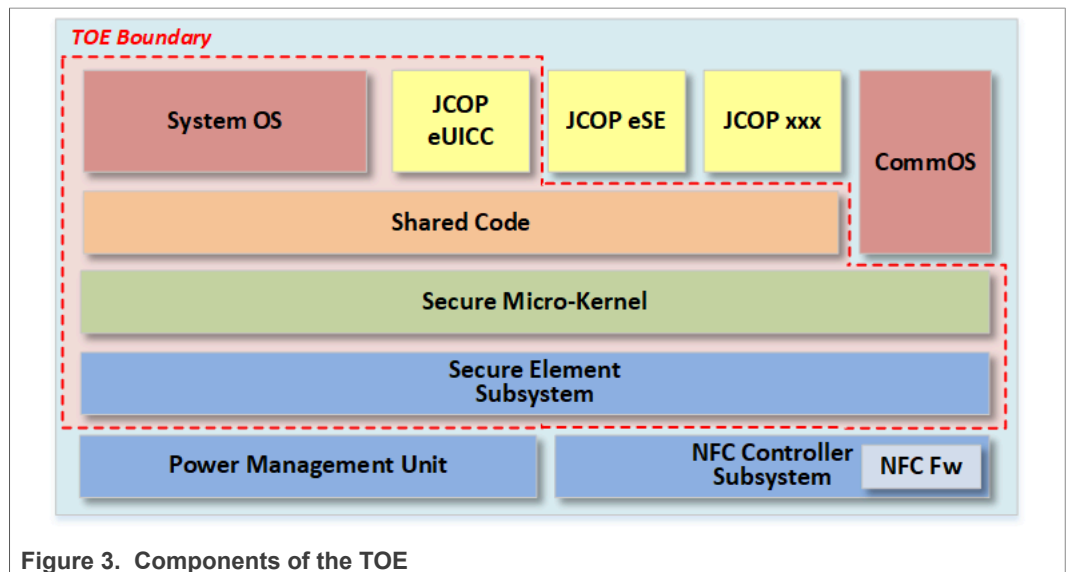 TOE Boundary
System OS
JCOP
eUICC
JCOP eSE
JCOP xxx
CommOS
Shared Code
Secure Micro-Kernel
Secure Element
Subsystem
Power Management Unit
NFC Controller
Subsystem
NFC Fw
Figure 3. Components of the TOE